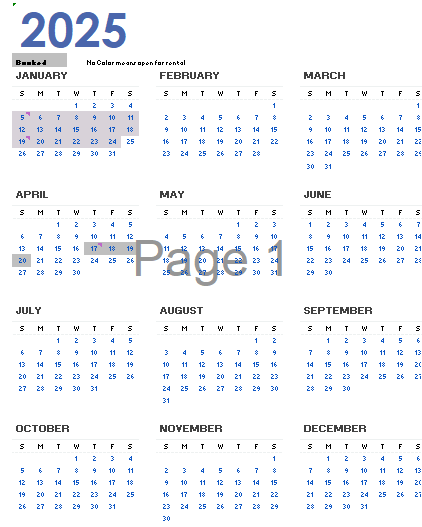 2025
Booked
No Color means open for rental
JANUARY
S M T W T F S
1 2 3 4
5 6 7 8 9 10 11
12 13 14 15 16 17 18
19 20 21 22 23 24 25
26 27 28 29 30 31
FEBRUARY
S M T W T F S
1
2 3 4 5 6 7 8
9 10 11 12 13 14 15
16 17 18 19 20 21 22
23 24 25 26 27 28
MARCH
S M T W T F S
1
2 3 4 5 6 7 8
9 10 11 12 13 14 15
16 17 18 19 20 21 22
23 24 25 26 27 28 29
30 31
APRIL
S M T W T F S
1 2 3 4 5
6 7 8 9 10 11 12
13 14 15 16 17 18 19
20 21 22 23 24 25 26
27 28 29 30
MAY
S M T W T F S
1 2 3
4 5 6 7 8 9 10
11 12 13 14 15 16 17
18 19 20 21 22 23 24
25 26 27 28 29 30 31
JUNE
S M T W T F S
1 2 3 4 5 6 7
8 9 10 11 12 13 14
15 16 17 18 19 20 21
22 23 24 25 26 27 28
29 30
Page 1
JULY
S M T W T F S
1 2 3 4 5
6 7 8 9 10 11 12
13 14 15 16 17 18 19
20 21 22 23 24 25 26
27 28 29 30 31
AUGUST
S M T W T F S
1 2
3 4 5 6 7 8 9
10 11 12 13 14 15 16
17 18 19 20 21 22 23
24 25 26 27 28 29 30
31
SEPTEMBER
S M T W T F S
1 2 3 4 5 6
7 8 9 10 11 12 13
14 15 16 17 18 19 20
21 22 23 24 25 26 27
28 29 30
OCTOBER
S M T W T F S
1 2 3 4
5 6 7 8 9 10 11
12 13 14 15 16 17 18
19 20 21 22 23 24 25
26 27 28 29 30 31
NOVEMBER
S M T W T F S
1
2 3 4 5 6 7 8
9 10 11 12 13 14 15
16 17 18 19 20 21 22
23 24 25 26 27 28 29
30
DECEMBER
S M T W T F S
1 2 3 4 5 6
7 8 9 10 11 12 13
14 15 16 17 18 19 20
21 22 23 24 25 26 27
28 29 30 31